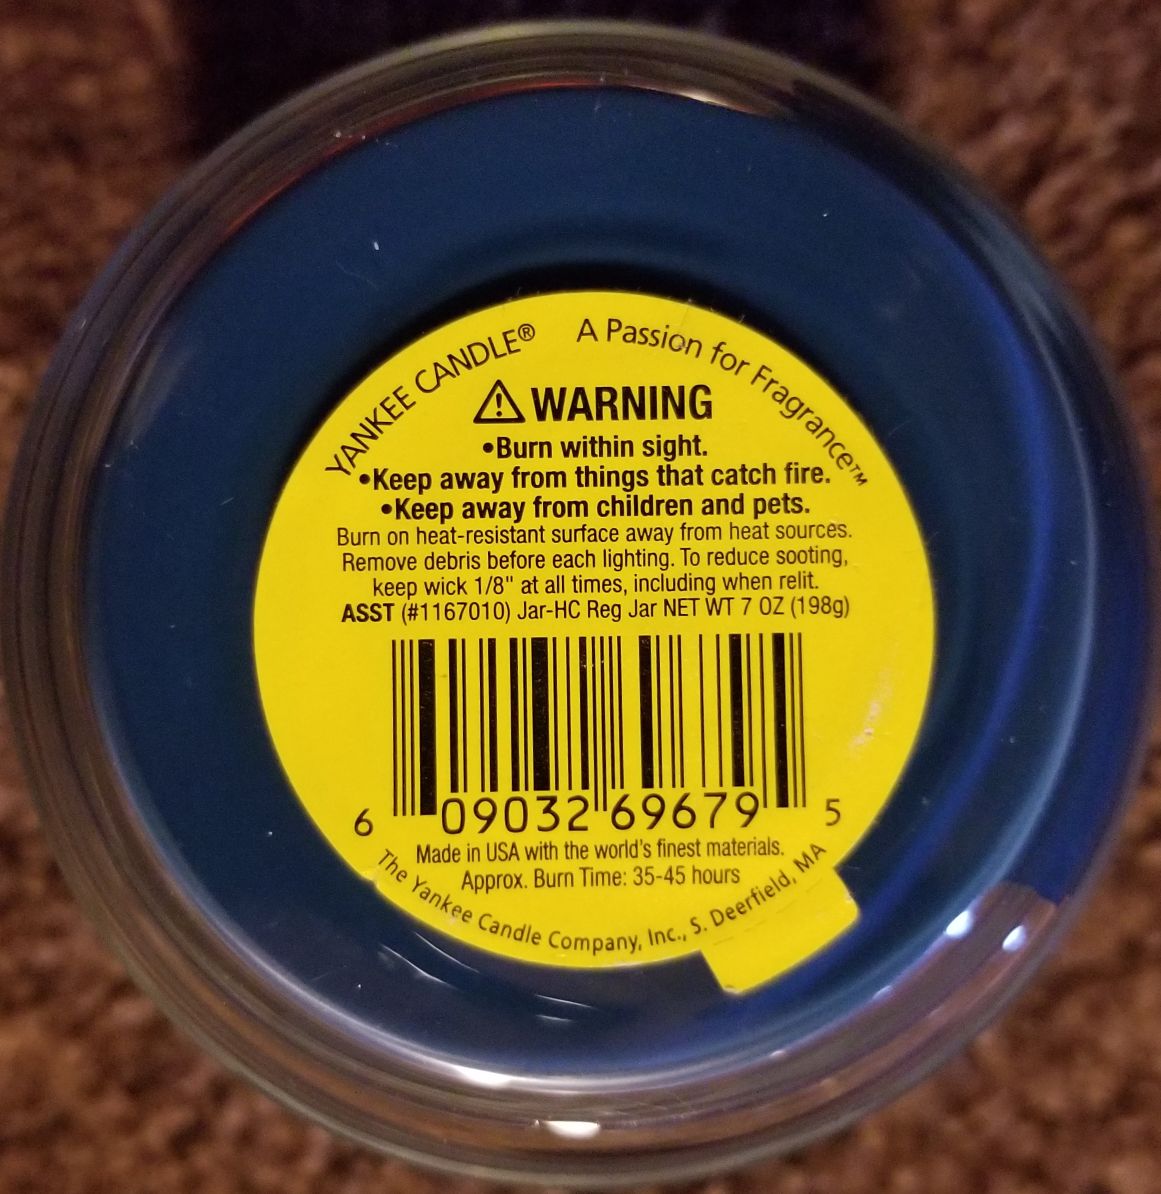 YANKEE CANDLE® A Passion for Fragrance™
WARNING
•Burn within sight.
•Keep away from things that catch fire.
•Keep away from children and pets.
Burn on heat-resistant surface away from heat sources.
Remove debris before each lighting. To reduce sooting,
keep wick 1/8" at all times, including when relit.
ASST (#1167010) Jar-HC Reg Jar NET WT 7 OZ (198g)
6 09032 69679 5
Made in USA with the world's finest materials.
Approx. Burn Time: 35-45 hours
The Yankee Candle Company, Inc., S. Deerfield, MA